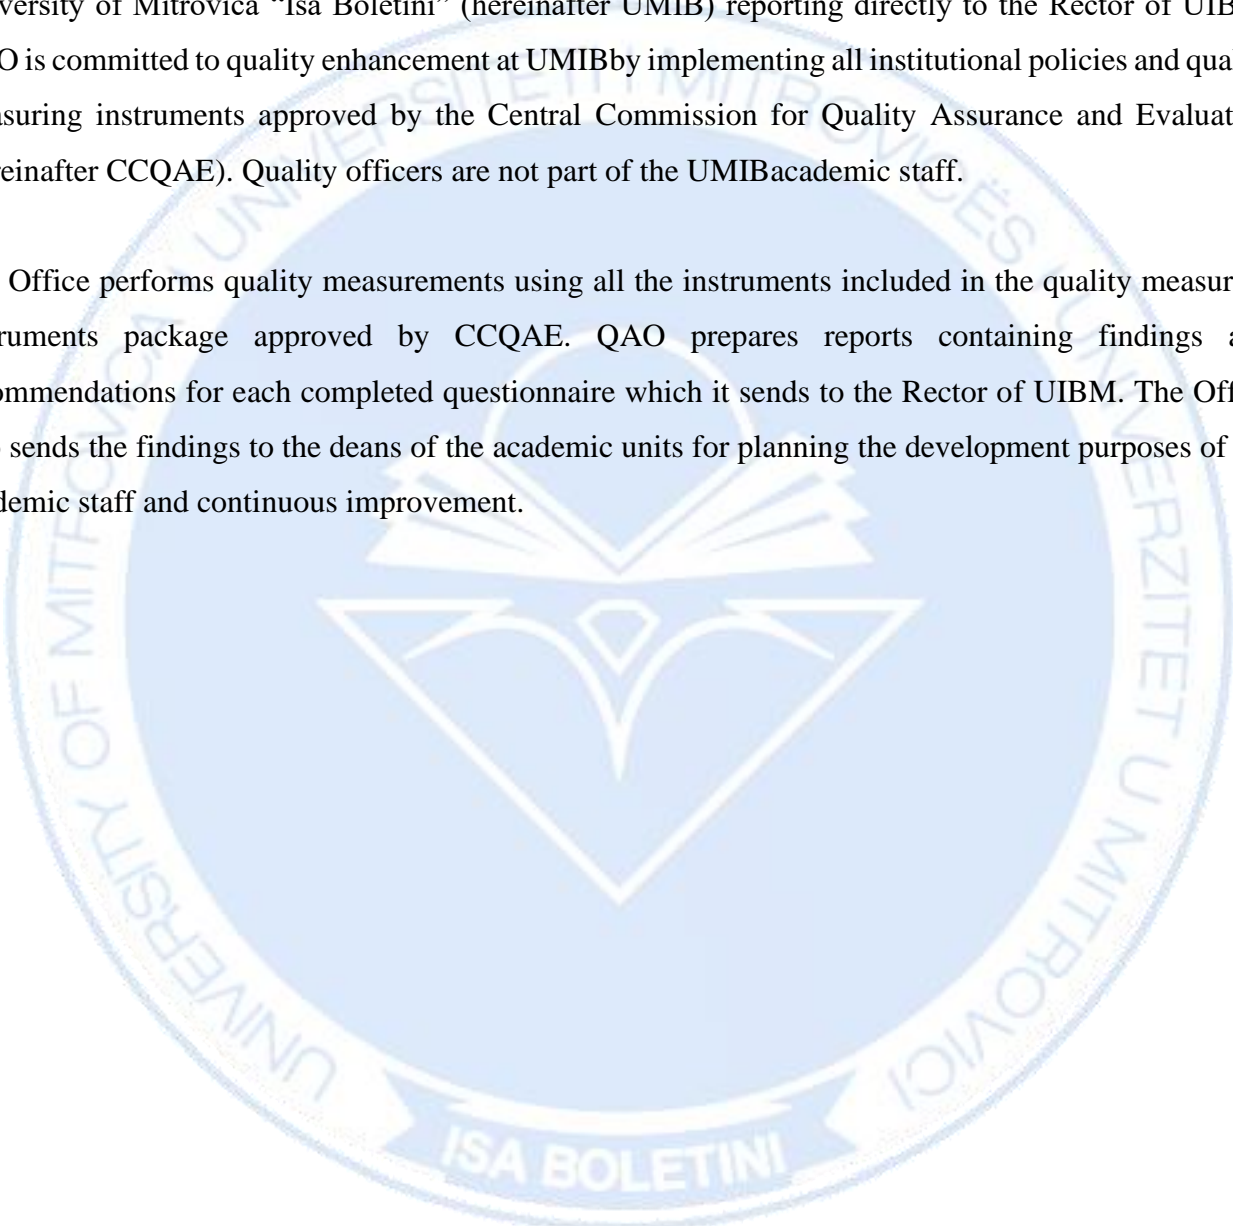 versity of Mitrovica “Isa Boletini” (hereinafter UMIB) reporting directly to the Rector of UIB
O is committed to quality enhancement at UMIBby implementing all institutional policies and qual
asuring instruments approved by the Central Commission for Quality Assurance and Evaluat
reinafter CCQAE). Quality officers are not part of the UMIBacademic staff.
Office performs quality measurements using all the instruments included in the quality measur
truments package approved by CCQAE. QAO prepares reports containing findings a
ommendations for each completed questionnaire which it sends to the Rector of UIBM. The Off
sends the findings to the deans of the academic units for planning the development purposes of
demic staff and continuous improvement.
UNIVERSITETI I MITROVICËS
UNIVERZITET U MITROVICI
UNIVERSITY OF MITROVICA
ISA BOLETINI